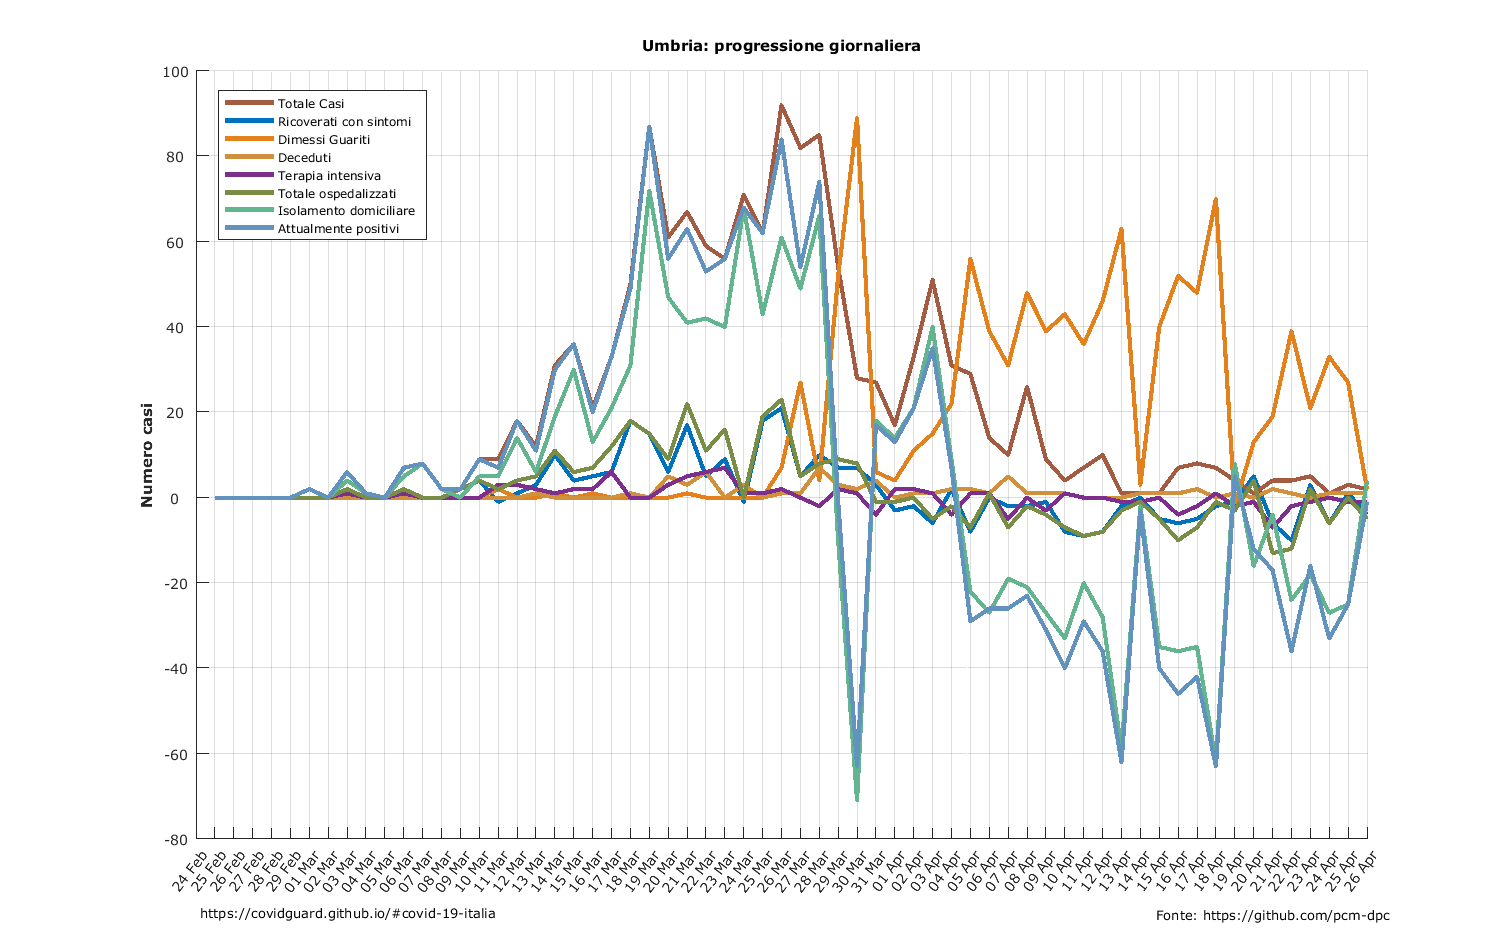 Umbria: progressione giornaliera
100
80
60
40
20
0
-20
-40
-60
-80
Numero casi
Totale Casi
Ricoverati con sintomi
Dimessi Guariti
Deceduti
Terapia intensiva
Totale ospedalizzati
Isolamento domiciliare
Attualmente positivi
24 Feb
25 Feb
26 Feb
27 Feb
28 Feb
29 Feb
01 Mar
02 Mar
03 Mar
04 Mar
05 Mar
06 Mar
07 Mar
08 Mar
09 Mar
10 Mar
11 Mar
12 Mar
13 Mar
14 Mar
15 Mar
16 Mar
17 Mar
18 Mar
19 Mar
20 Mar
21 Mar
22 Mar
23 Mar
24 Mar
25 Mar
26 Mar
27 Mar
28 Mar
29 Mar
30 Mar
31 Mar
01 Apr
02 Apr
03 Apr
04 Apr
05 Apr
06 Apr
07 Apr
08 Apr
09 Apr
10 Apr
11 Apr
12 Apr
13 Apr
14 Apr
15 Apr
16 Apr
17 Apr
18 Apr
19 Apr
20 Apr
21 Apr
22 Apr
23 Apr
24 Apr
25 Apr
26 Apr
https://covidguard.github.io/#covid-19-italia
Fonte: https://github.com/pcm-dpc